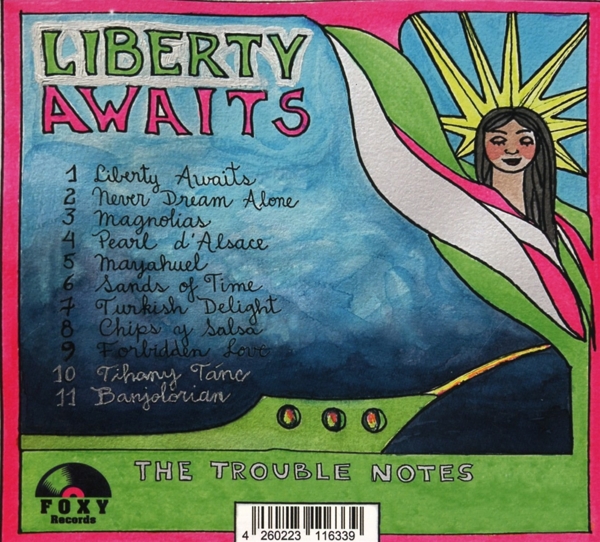 LIBERTY
AWAITS
1 Liberty Awaits
2 Never Dream Alone
3 Magnolias
4 Pearl d'Alsace
5 Mayahuel
6 Sands of Time
7 Turkish Delight
8 Chips y Salsa
9 Forbidden Love
10 Tihany Tánc
11 Banjolorian
THE TROUBLE NOTES
FOXY
Records
4 260223 116339